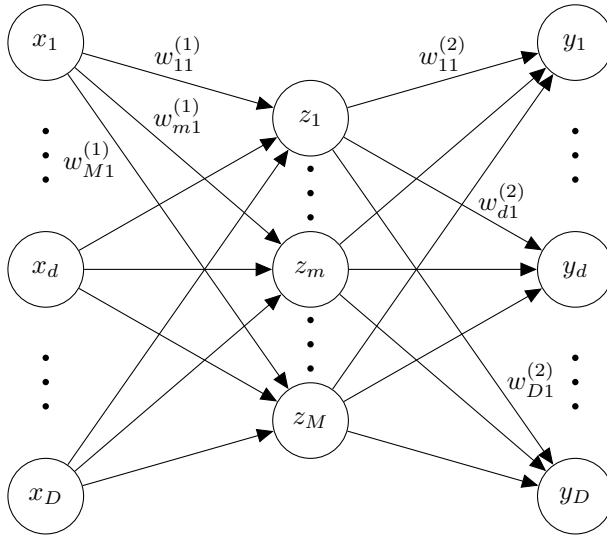 x_1 w_{11}^{(1)} w_{11}^{(2)} y_1
w_{m1}^{(1)} z_1
w_{M1}^{(1)}
w_{d1}^{(2)}
x_d z_m y_d
w_{D1}^{(2)}
z_M
x_D y_D